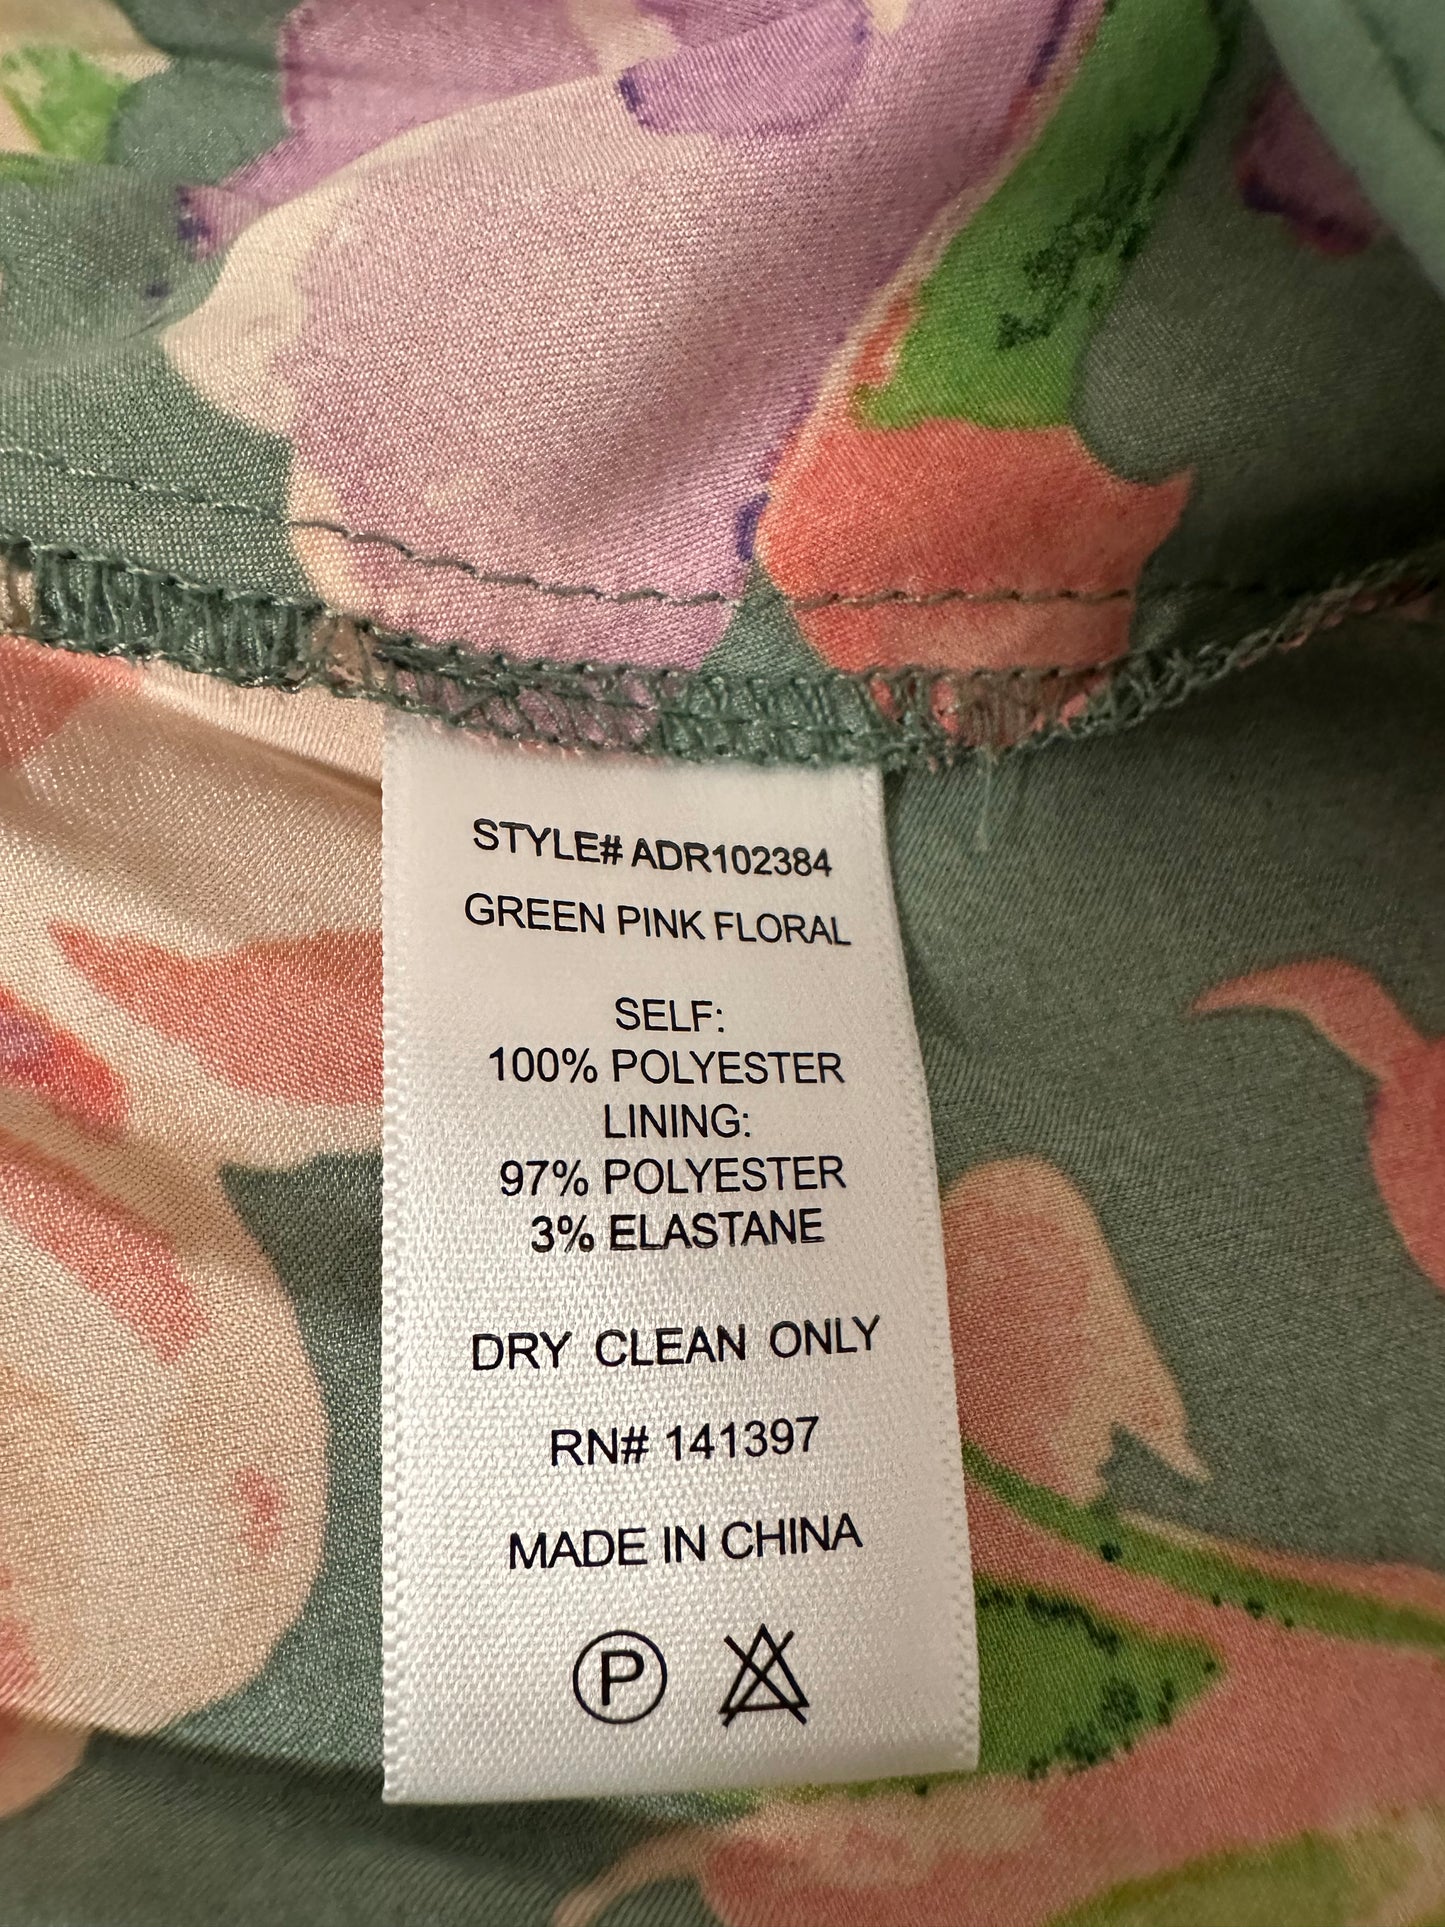 STYLE# ADR102384
GREEN PINK FLORAL
SELF:
100% POLYESTER
LINING:
97% POLYESTER
3% ELASTANE
DRY CLEAN ONLY
RN# 141397
MADE IN CHINA
P